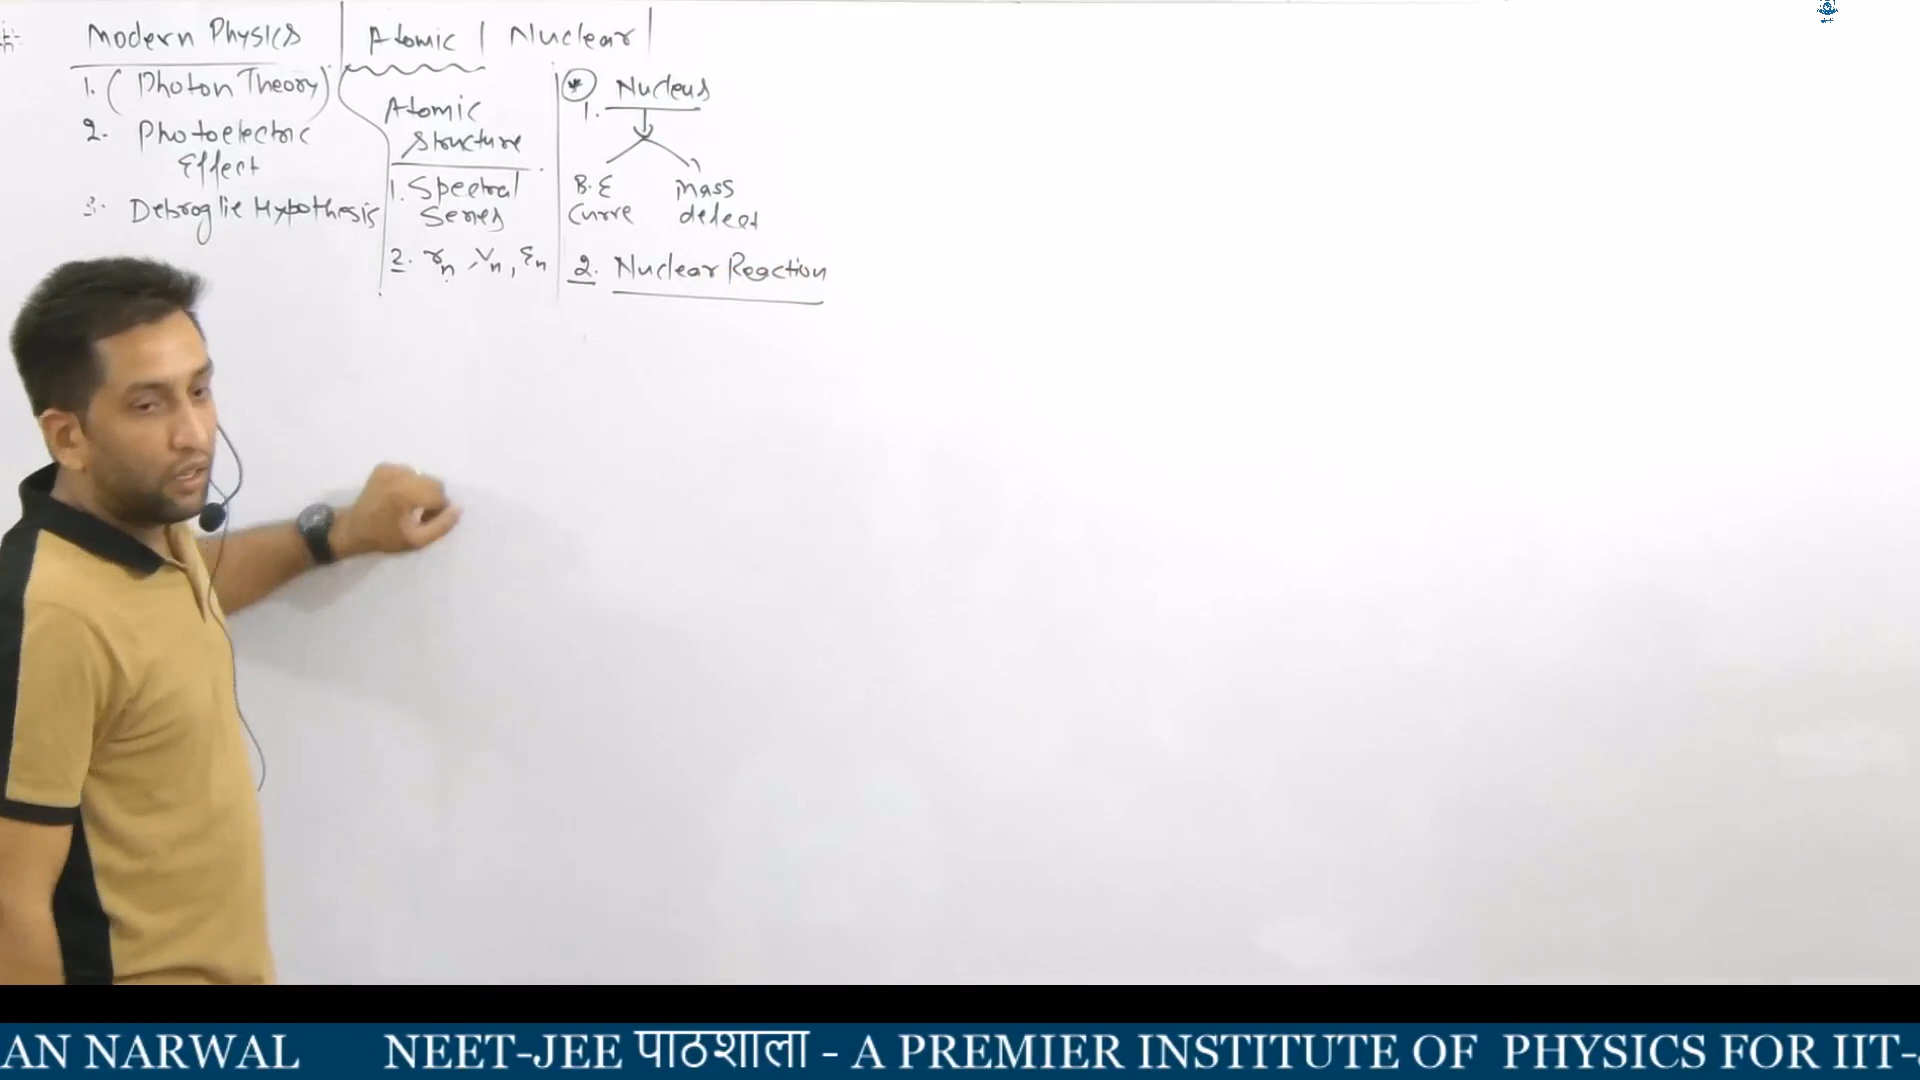 Modern Physics | Atomic | Nuclear |
1. (Photon Theory)
2. Photoelectric
Effect
3. Debroglie Hypothesis
Atomic
Structure
1. Spectral
Series
2. rn, Vn, En
* Nucleus
1.
B.E
Curve
mass
defect
2. Nuclear Reaction
AN NARWAL NEET-JEE पाठशाला - A PREMIER INSTITUTE OF PHYSICS FOR IIT-